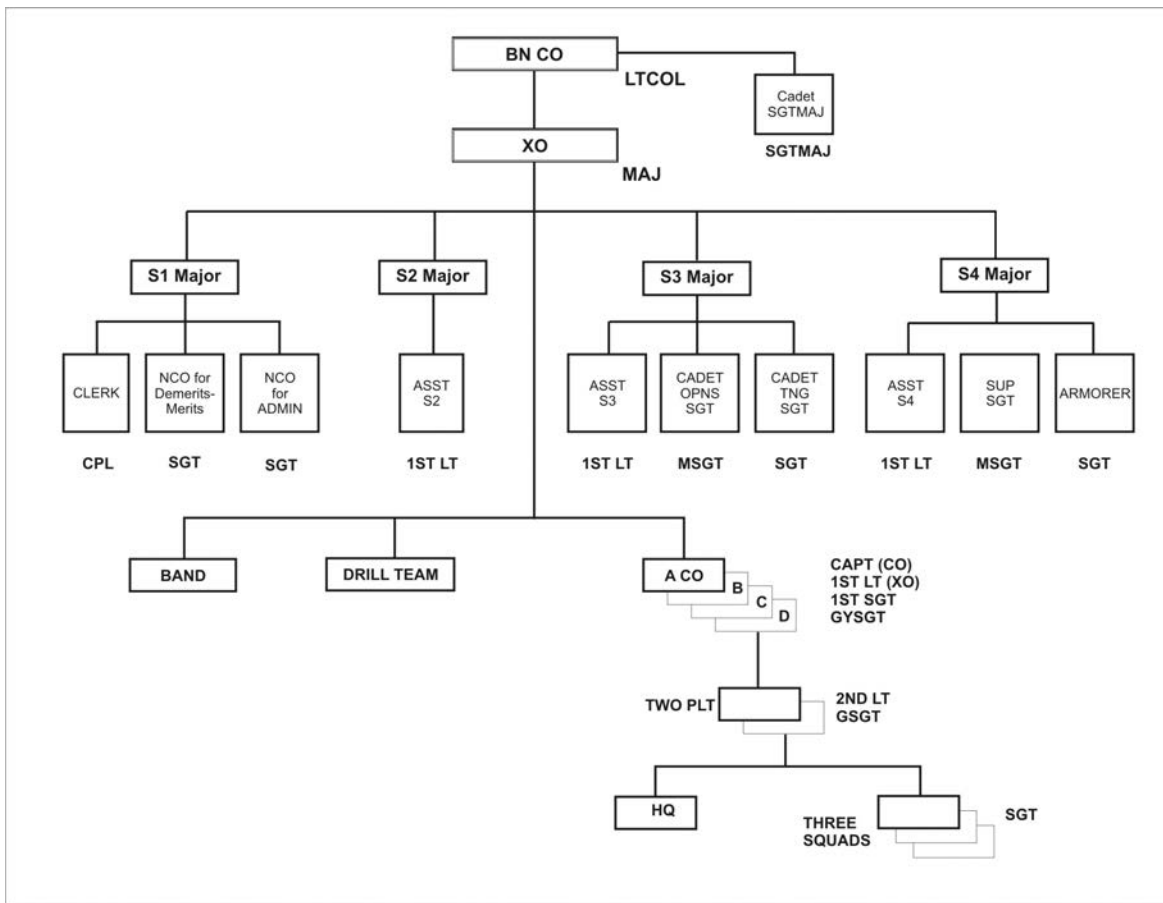 BN CO
LTCOL
Cadet
SGTMAJ
SGTMAJ
XO
MAJ
S1 Major
S2 Major
S3 Major
S4 Major
CLERK
NCO for
Demerits-
Merits
NCO
for
ADMIN
ASST
S2
ASST
S3
CADET
OPNS
SGT
CADET
TNG
SGT
ASST
S4
SUP
SGT
ARMORER
CPL
SGT
SGT
1ST LT
1ST LT
MSGT
SGT
1ST LT
MSGT
SGT
BAND
DRILL TEAM
A CO
B
C
D
CAPT (CO)
1ST LT (XO)
1ST SGT
GYSGT
TWO PLT
2ND LT
GSGT
HQ
THREE
SQUADS
SGT